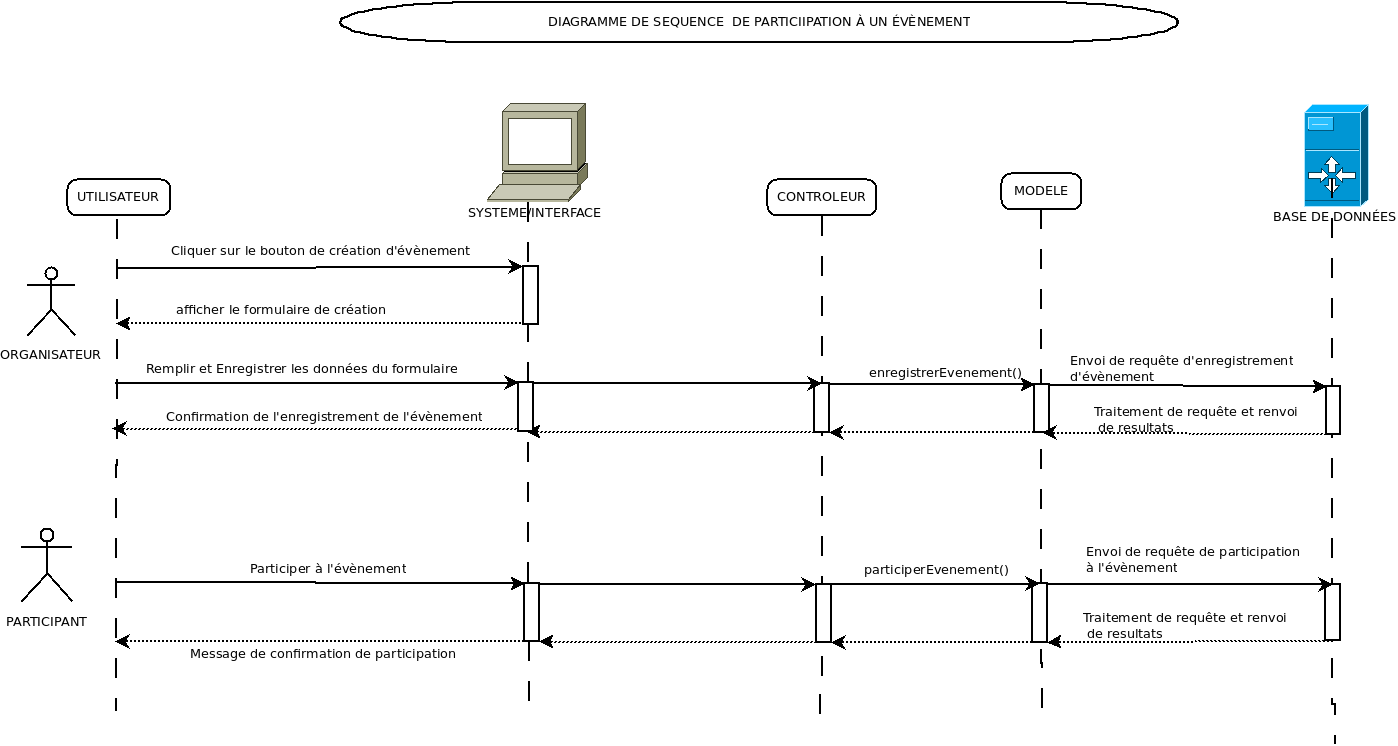 DIAGRAMME DE SEQUENCE  DE PARTICIIPATION À UN ÉVÈNEMENT
UTILISATEUR
SYSTEME/INTERFACE
CONTROLEUR
MODELE
BASE DE DONNÉES
Cliquer sur le bouton de création d'évènement
afficher le formulaire de création
ORGANISATEUR
Remplir et Enregistrer les données du formulaire
enregistrerEvenement()
Envoi de requête d'enregistrement
d'évènement
Confirmation de l'enregistrement de l'évènement
Traitement de requête et renvoi
de resultats
Participer à l'évènement
participerEvenement()
Envoi de requête de participation
à l'évènement
PARTICIPANT
Traitement de requête et renvoi
de resultats
Message de confirmation de participation